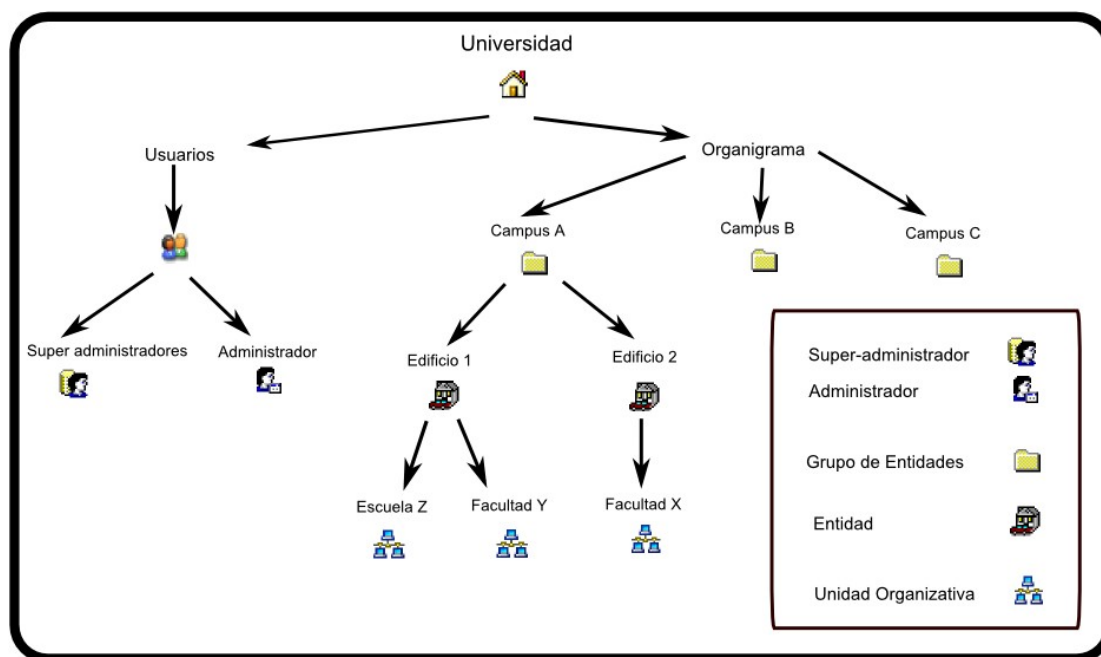 Universidad
Usuarios
Organigrama
Campus A
Campus B
Campus C
Super administradores
Administrador
Edificio 1
Edificio 2
Escuela Z
Facultad Y
Facultad X
Super-administrador
Administrador
Grupo de Entidades
Entidad
Unidad Organizativa